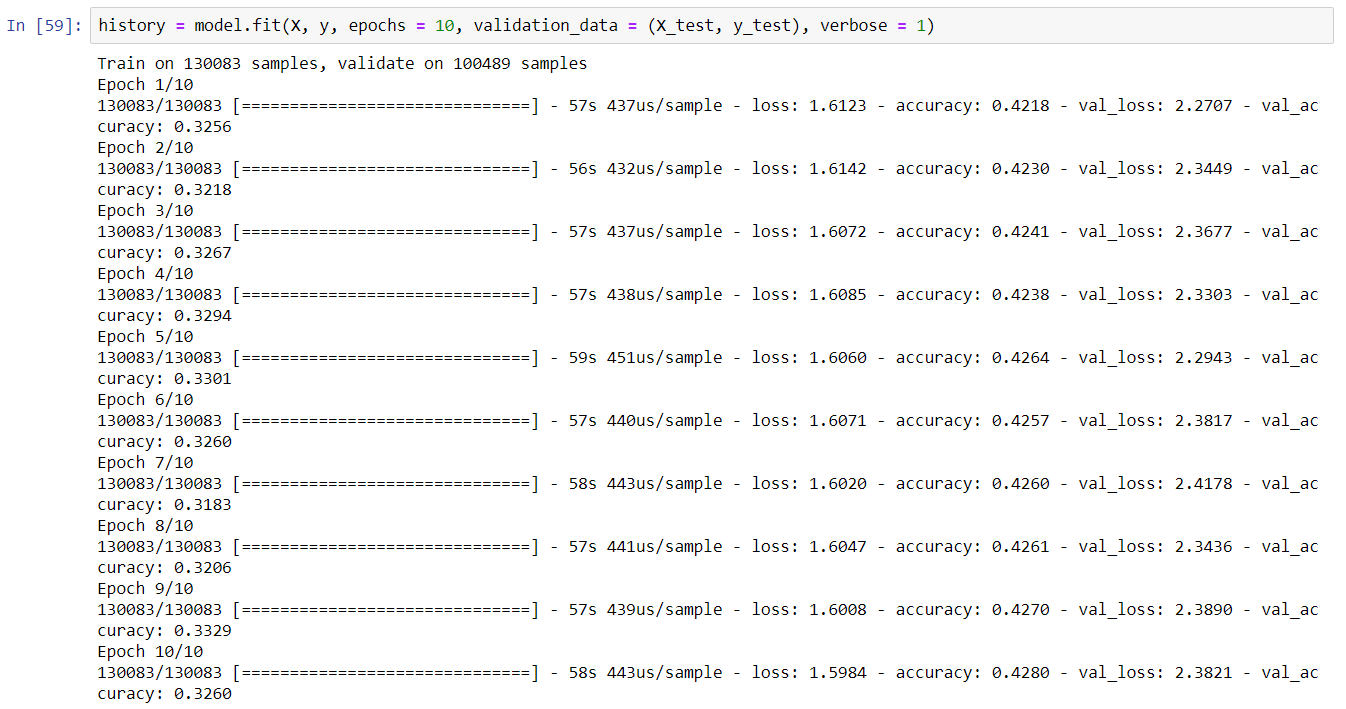 In [59]: history = model.fit(X, y, epochs = 10, validation_data = (X_test, y_test), verbose = 1)
Train on 130083 samples, validate on 100489 samples
Epoch 1/10
130083/130083 [==============================] - 57s 437us/sample - loss: 1.6123 - accuracy: 0.4218 - val_loss: 2.2707 - val_ac
curacy: 0.3256
Epoch 2/10
130083/130083 [==============================] - 56s 432us/sample - loss: 1.6142 - accuracy: 0.4230 - val_loss: 2.3449 - val_ac
curacy: 0.3218
Epoch 3/10
130083/130083 [==============================] - 57s 437us/sample - loss: 1.6072 - accuracy: 0.4241 - val_loss: 2.3677 - val_ac
curacy: 0.3267
Epoch 4/10
130083/130083 [==============================] - 57s 438us/sample - loss: 1.6085 - accuracy: 0.4238 - val_loss: 2.3303 - val_ac
curacy: 0.3294
Epoch 5/10
130083/130083 [==============================] - 59s 451us/sample - loss: 1.6060 - accuracy: 0.4264 - val_loss: 2.2943 - val_ac
curacy: 0.3301
Epoch 6/10
130083/130083 [==============================] - 57s 440us/sample - loss: 1.6071 - accuracy: 0.4257 - val_loss: 2.3817 - val_ac
curacy: 0.3260
Epoch 7/10
130083/130083 [==============================] - 58s 443us/sample - loss: 1.6020 - accuracy: 0.4260 - val_loss: 2.4178 - val_ac
curacy: 0.3183
Epoch 8/10
130083/130083 [==============================] - 57s 441us/sample - loss: 1.6047 - accuracy: 0.4261 - val_loss: 2.3436 - val_ac
curacy: 0.3206
Epoch 9/10
130083/130083 [==============================] - 57s 439us/sample - loss: 1.6008 - accuracy: 0.4270 - val_loss: 2.3890 - val_ac
curacy: 0.3329
Epoch 10/10
130083/130083 [==============================] - 58s 443us/sample - loss: 1.5984 - accuracy: 0.4280 - val_loss: 2.3821 - val_ac
curacy: 0.3260